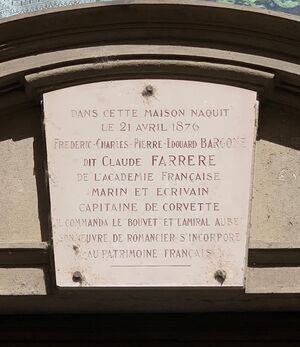 DANS CETTE MAISON NAQUIT
LE 21 AVRIL 1876
FREDERIC-CHARLES-PIERRE-EDOUARD BARGONE
DIT CLAUDE FARRERE
DE L'ACADEMIE FRANÇAISE
MARIN ET ECRIVAIN
CAPITAINE DE CORVETTE
IL COMMANDA LE "BOUVET" ET L'AMIRAL AUBE"
SON ŒUVRE DE ROMANCIER S'INCORPORE
AU PATRIMOINE FRANÇAIS